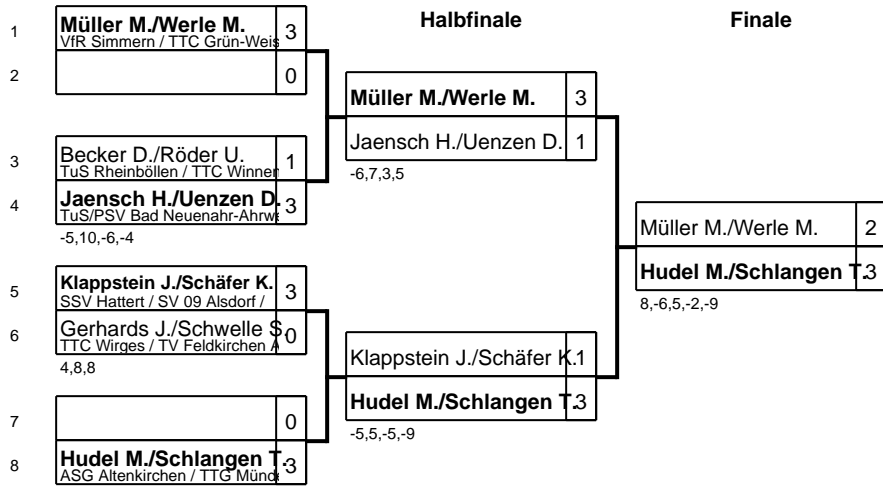 Halbfinale
Finale
1 Müller M./Werle M. 3
VfR Simmern / TTC Grün-Weis
2 0
3 Becker D./Röder U. 1
TuS Rheinböllen / TTC Winner
4 Jaensch H./Uenzen D. 3
TuS/PSV Bad Neuenahr-Ahrw
-5,10,-6,-4
5 Klappstein J./Schäfer K. 3
SSV Hattert / SV 09 Alsdorf /
6 Gerhards J./Schwelle S. 0
TTC Wirges / TV Feldkirchen A
4,8,8
7 0
8 Hudel M./Schlangen T. 3
ASG Altenkirchen / TTG Münd
Müller M./Werle M. 3
Jaensch H./Uenzen D. 1
-6,7,3,5
Klappstein J./Schäfer K. 1
Hudel M./Schlangen T. 3
-5,5,-5,-9
Müller M./Werle M. 2
Hudel M./Schlangen T. 3
8,-6,5,-2,-9